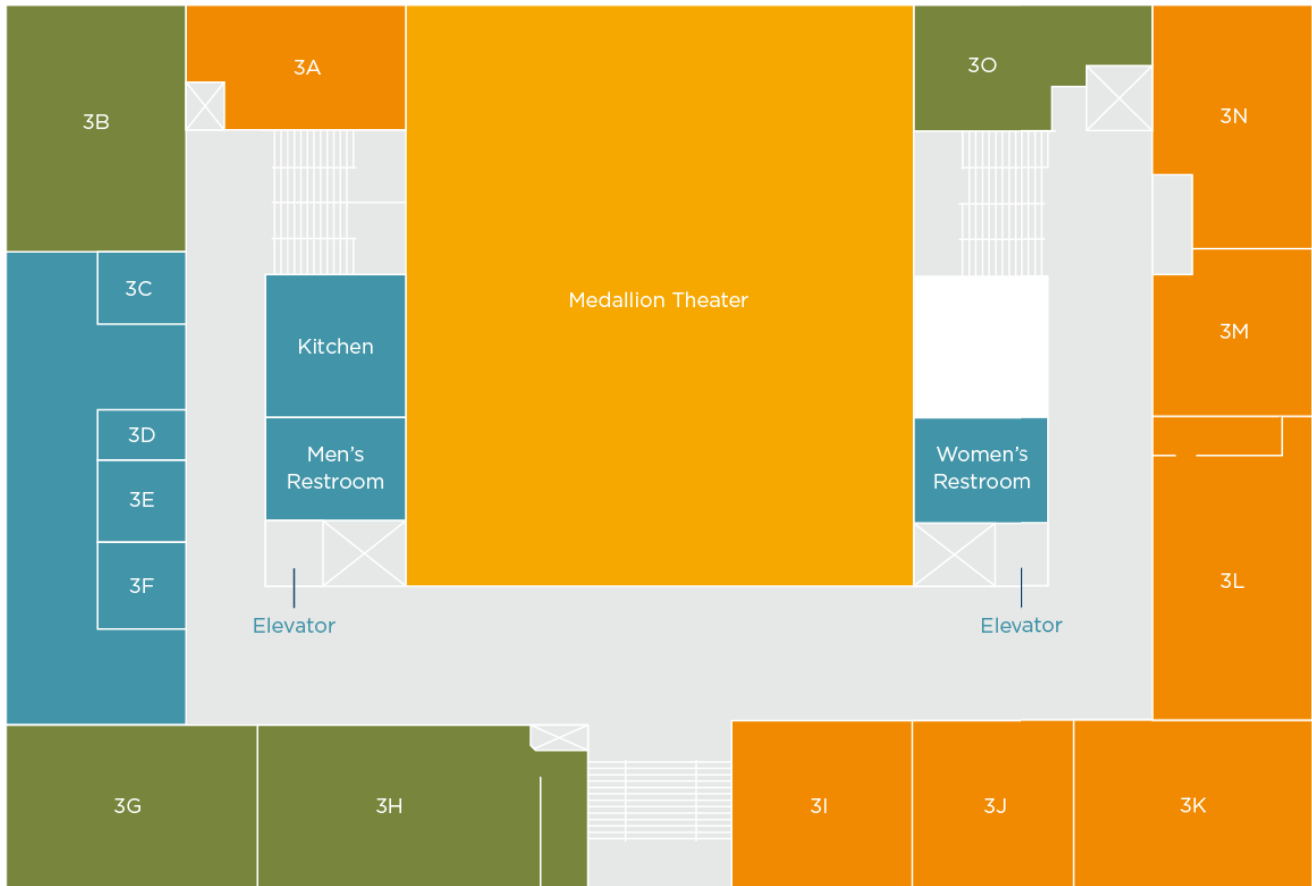 3A
3O
3B
3N
3C
Medallion Theater
3M
Kitchen
3D
Men's
Restroom
Women's
Restroom
3E
3F
3L
Elevator
Elevator
3G
3H
3I
3J
3K